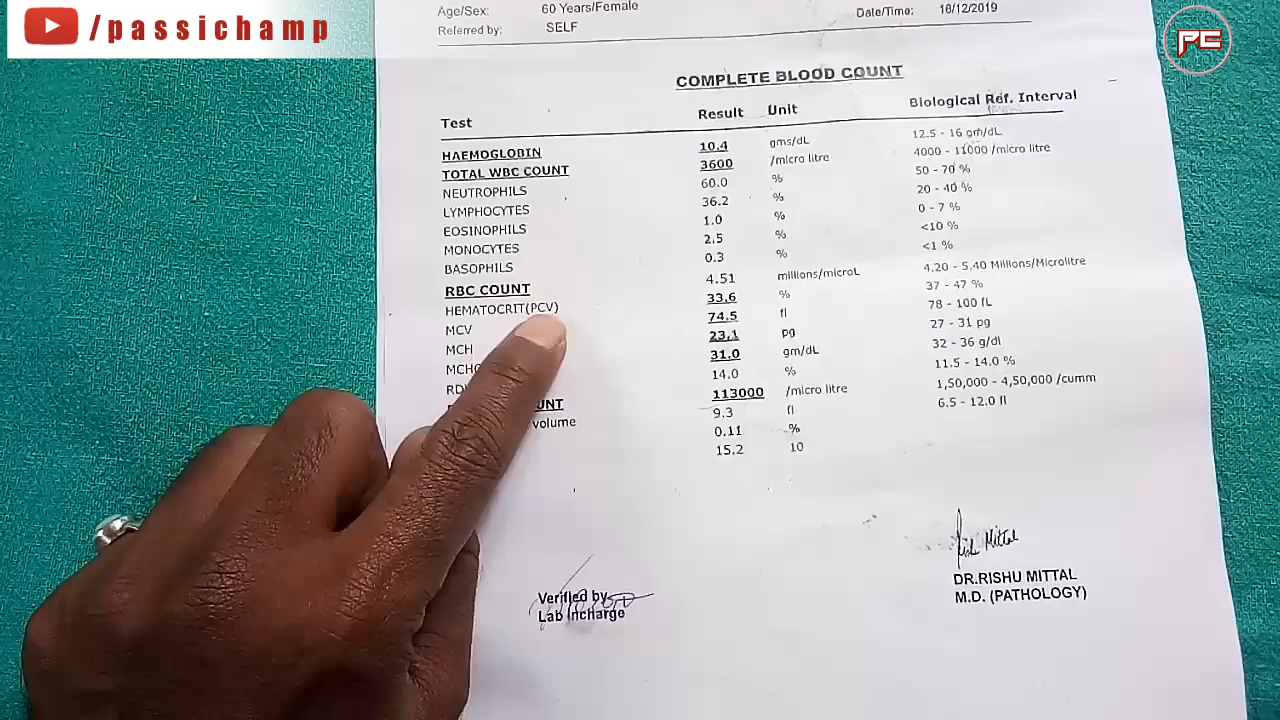 /passichamp
PE
Age/Sex: 60 Years/Female Date/Time: 18/12/2019
Referred by: SELF
COMPLETE BLOOD COUNT
Test Result Unit Biological Ref. Interval
HAEMOGLOBIN 10.4 gms/dL 12.5 - 16 gm/dL
TOTAL WBC COUNT 3600 /micro litre 4000 - 11000 /micro litre
NEUTROPHILS 60.0 % 50 - 70 %
LYMPHOCYTES 36.2 % 20 - 40 %
EOSINOPHILS 1.0 % 0 - 7 %
MONOCYTES 2.5 % <10 %
BASOPHILS 0.3 % <1 %
RBC COUNT 4.51 millions/microL 4.20 - 5.40 Millions/Microlitre
HEMATOCRIT(PCV) 33.6 % 37 - 47 %
MCV 74.5 fl 78 - 100 fL
MCH 23.1 pg 27 - 31 pg
MCHC 31.0 gm/dL 32 - 36 g/dl
14.0 % 11.5 - 14.0 %
113000 /micro litre 1,50,000 - 4,50,000 /cumm
volume 9.3 fl 6.5 - 12.0 fl
0.11 %
15.2 10
Rishu Mittal
DR.RISHU MITTAL
M.D. (PATHOLOGY)
Verified by
Lab Incharge